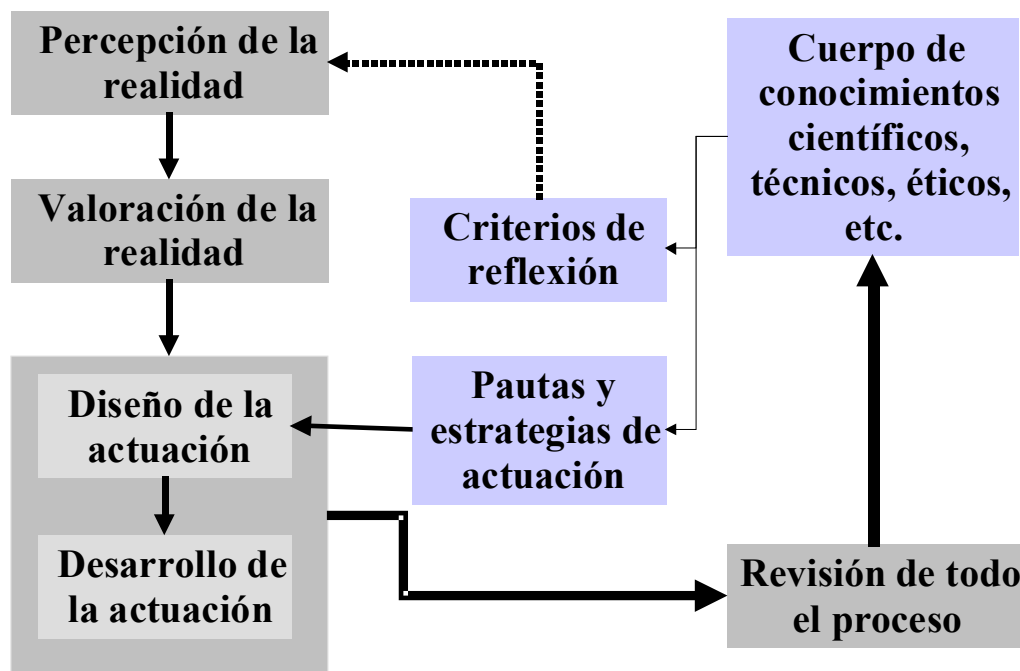 Percepción de la
realidad
Valoración de la
realidad
Diseño de la
actuación
Desarrollo de
la actuación
Criterios de
reflexión
Pautas y
estrategias de
actuación
Cuerpo de
conocimientos
científicos,
técnicos, éticos,
etc.
Revisión de todo
el proceso